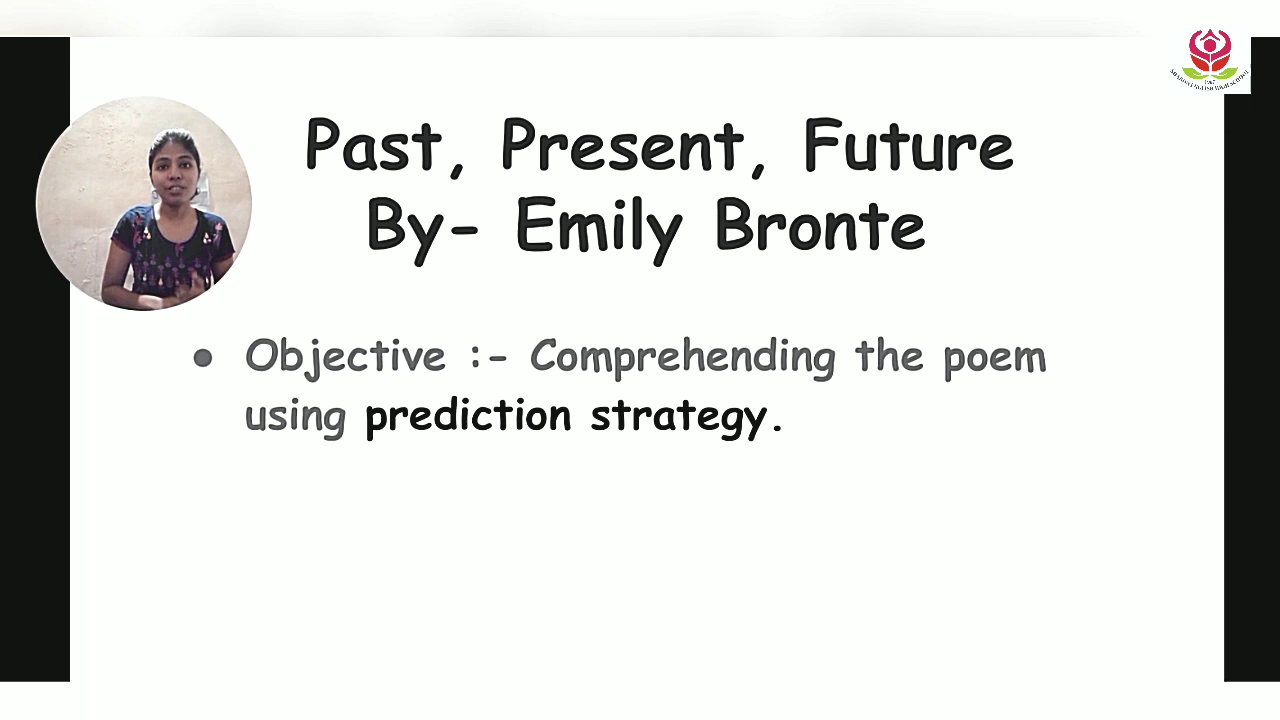 Past, Present, Future
By- Emily Bronte
● Objective :- Comprehending the poem
using prediction strategy.